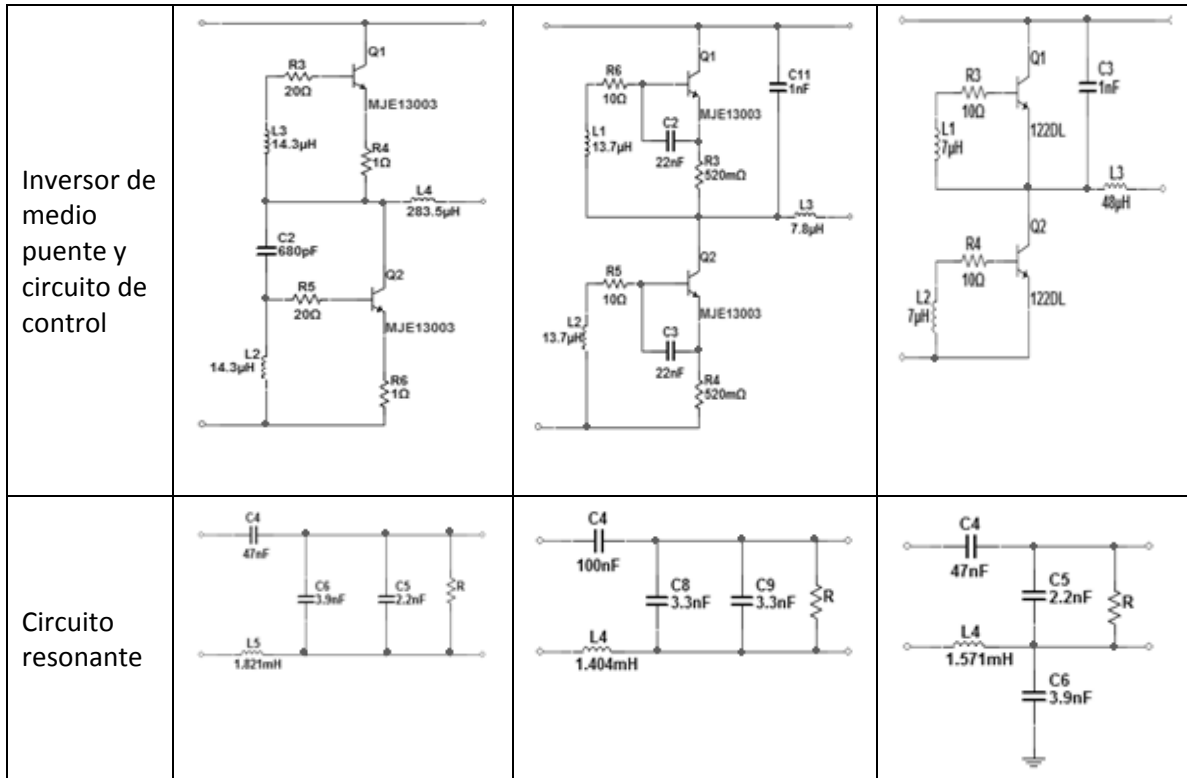 Inversor de
medio
puente y
circuito de
control
Q1
R3
20Ω
MJE13003
L3
14.3µH
R4
1Ω
L4
283.5µH
C2
680pF
Q2
R5
20Ω
MJE13003
L2
14.3µH
R6
1Ω
Q1
R6
10Ω
C11
1nF
MJE13003
C2
22nF
L1
13.7µH
R3
520mΩ
L3
7.8µH
Q2
R5
10Ω
MJE13003
L2
13.7µH
C3
22nF
R4
520mΩ
Q1
R3
10Ω
C3
1nF
122DL
L1
7µH
L3
48µH
Q2
R4
10Ω
122DL
L2
7µH
Circuito
resonante
C4
47nF
C6
3.9nF
C5
2.2nF
R
L5
1.821mH
C4
100nF
C8
3.3nF
C9
3.3nF
R
L4
1.404mH
C4
47nF
C5
2.2nF
R
L4
1.571mH
C6
3.9nF